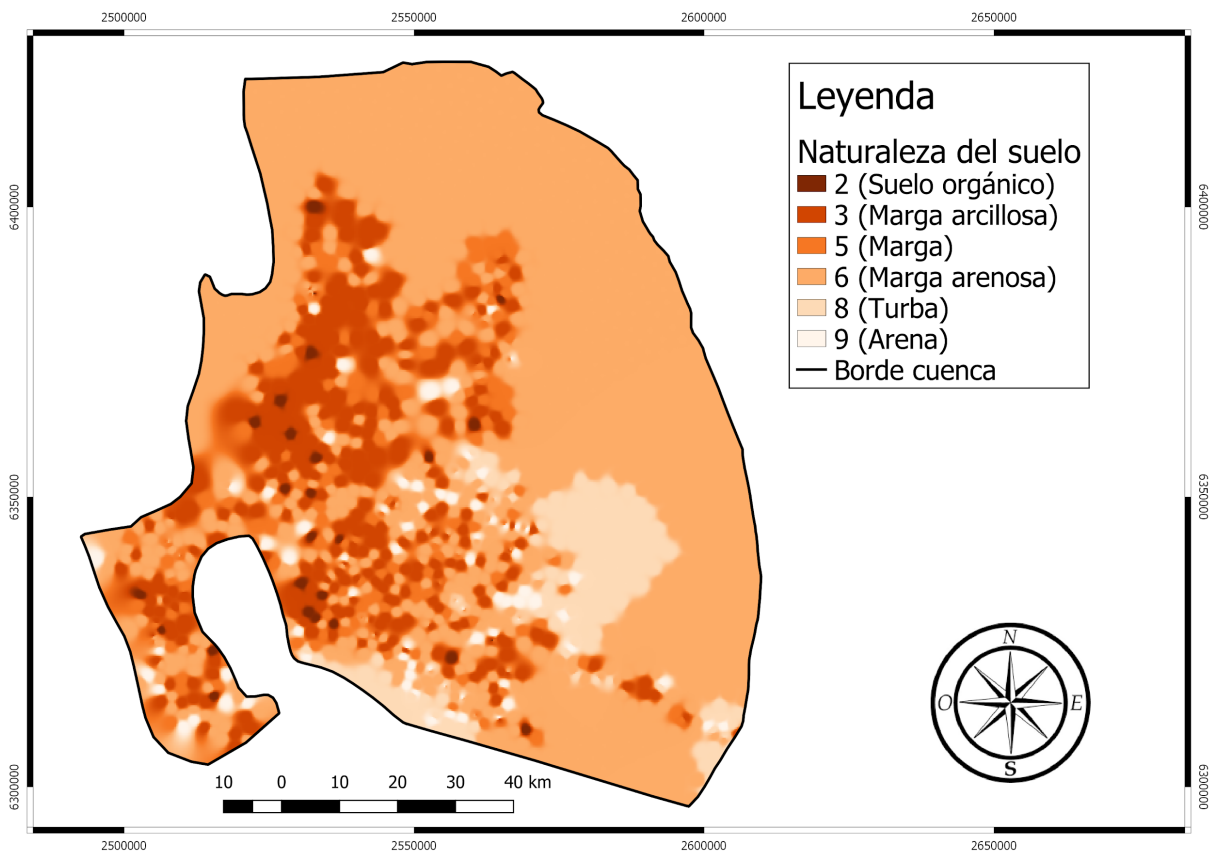 2500000 2550000 2600000 2650000
Leyenda
Naturaleza del suelo
2 (Suelo orgánico)
3 (Marga arcillosa)
5 (Marga)
6 (Marga arenosa)
8 (Turba)
9 (Arena)
Borde cuenca
6400000 6400000
6350000 6350000
N
O E
S
10 0 10 20 30 40 km
6300000 6300000
2500000 2550000 2600000 2650000